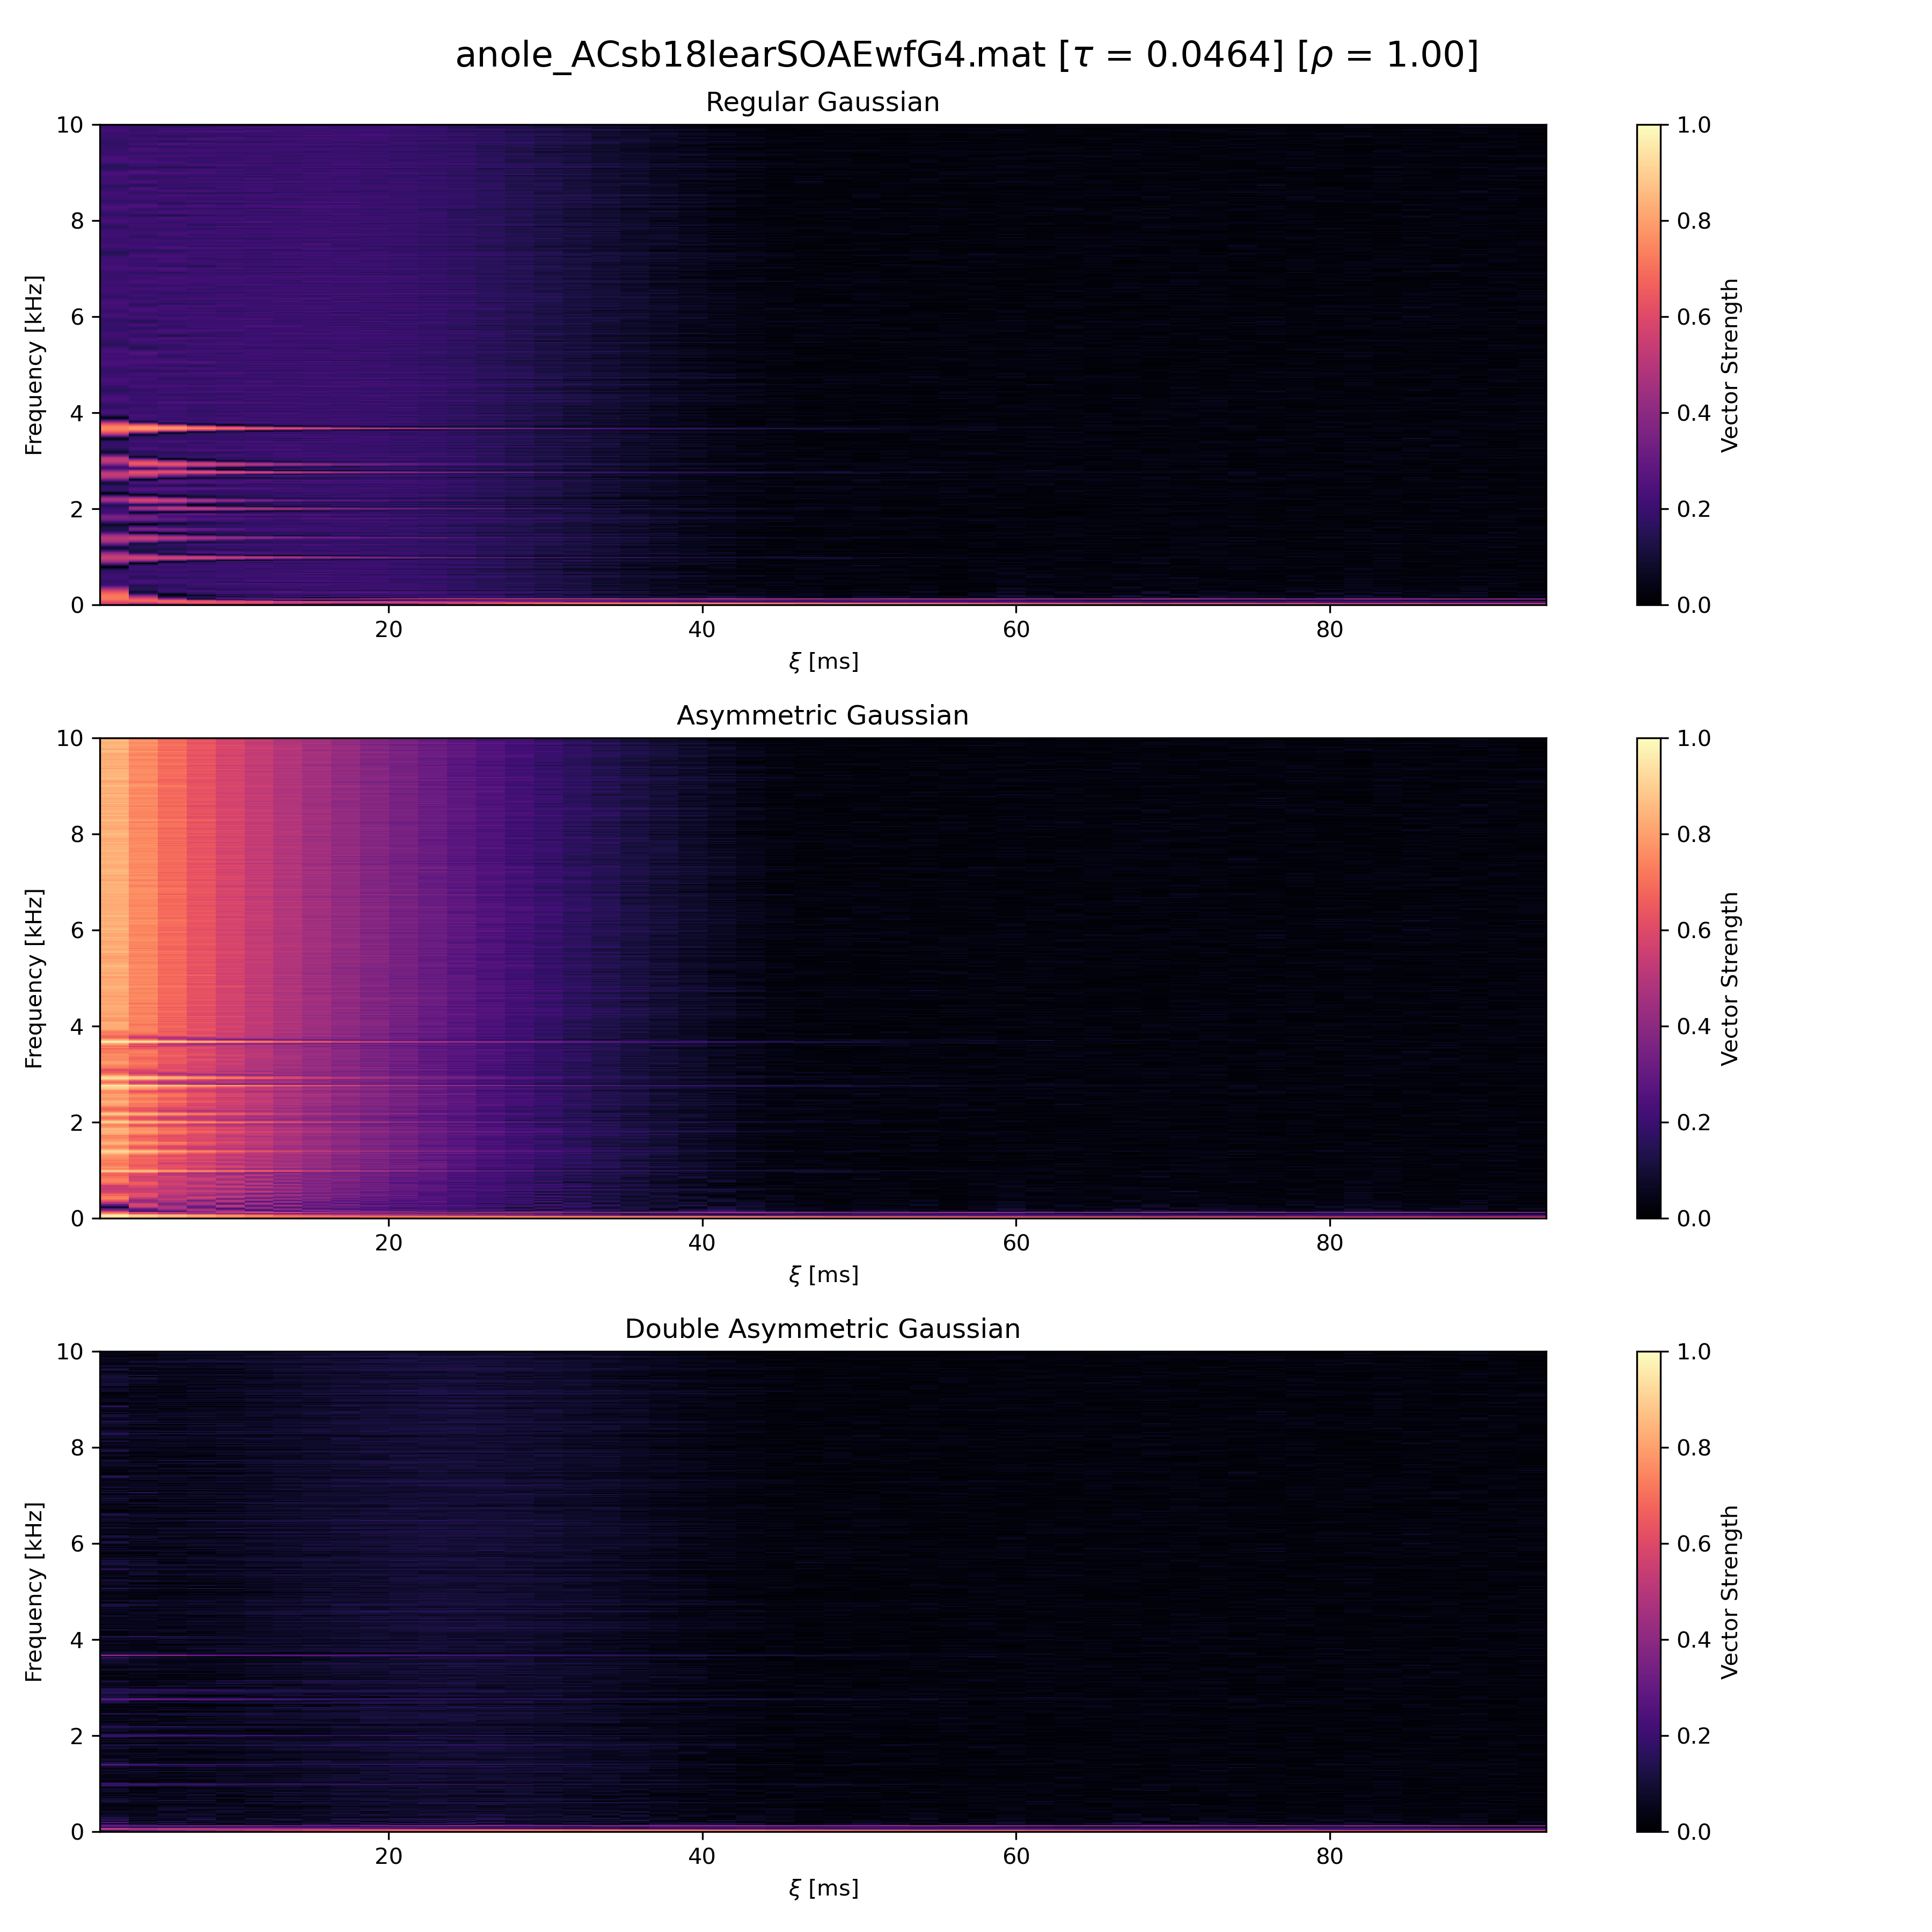 anole_ACsb18learSOAEwfG4.mat [τ = 0.0464] [ρ = 1.00]
Regular Gaussian
10
8
6
4
2
0
Frequency [kHz]
20 40 60 80
ξ [ms]
1.0
0.8
0.6
0.4
0.2
0.0
Vector Strength
Asymmetric Gaussian
10
8
6
4
2
0
Frequency [kHz]
20 40 60 80
ξ [ms]
1.0
0.8
0.6
0.4
0.2
0.0
Vector Strength
Double Asymmetric Gaussian
10
8
6
4
2
0
Frequency [kHz]
20 40 60 80
ξ [ms]
1.0
0.8
0.6
0.4
0.2
0.0
Vector Strength